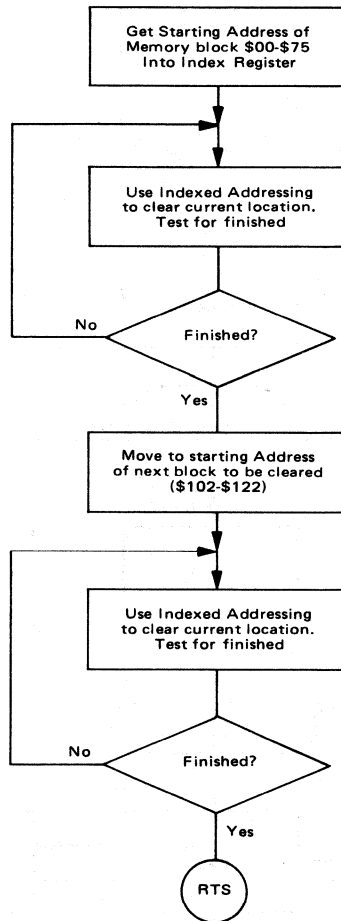 Get Starting Address of
Memory block $00-$75
Into Index Register
Use Indexed Addressing
to clear current location.
Test for finished
No
Finished?
Yes
Move to starting Address
of next block to be cleared
($102-$122)
Use Indexed Addressing
to clear current location.
Test for finished
No
Finished?
Yes
RTS